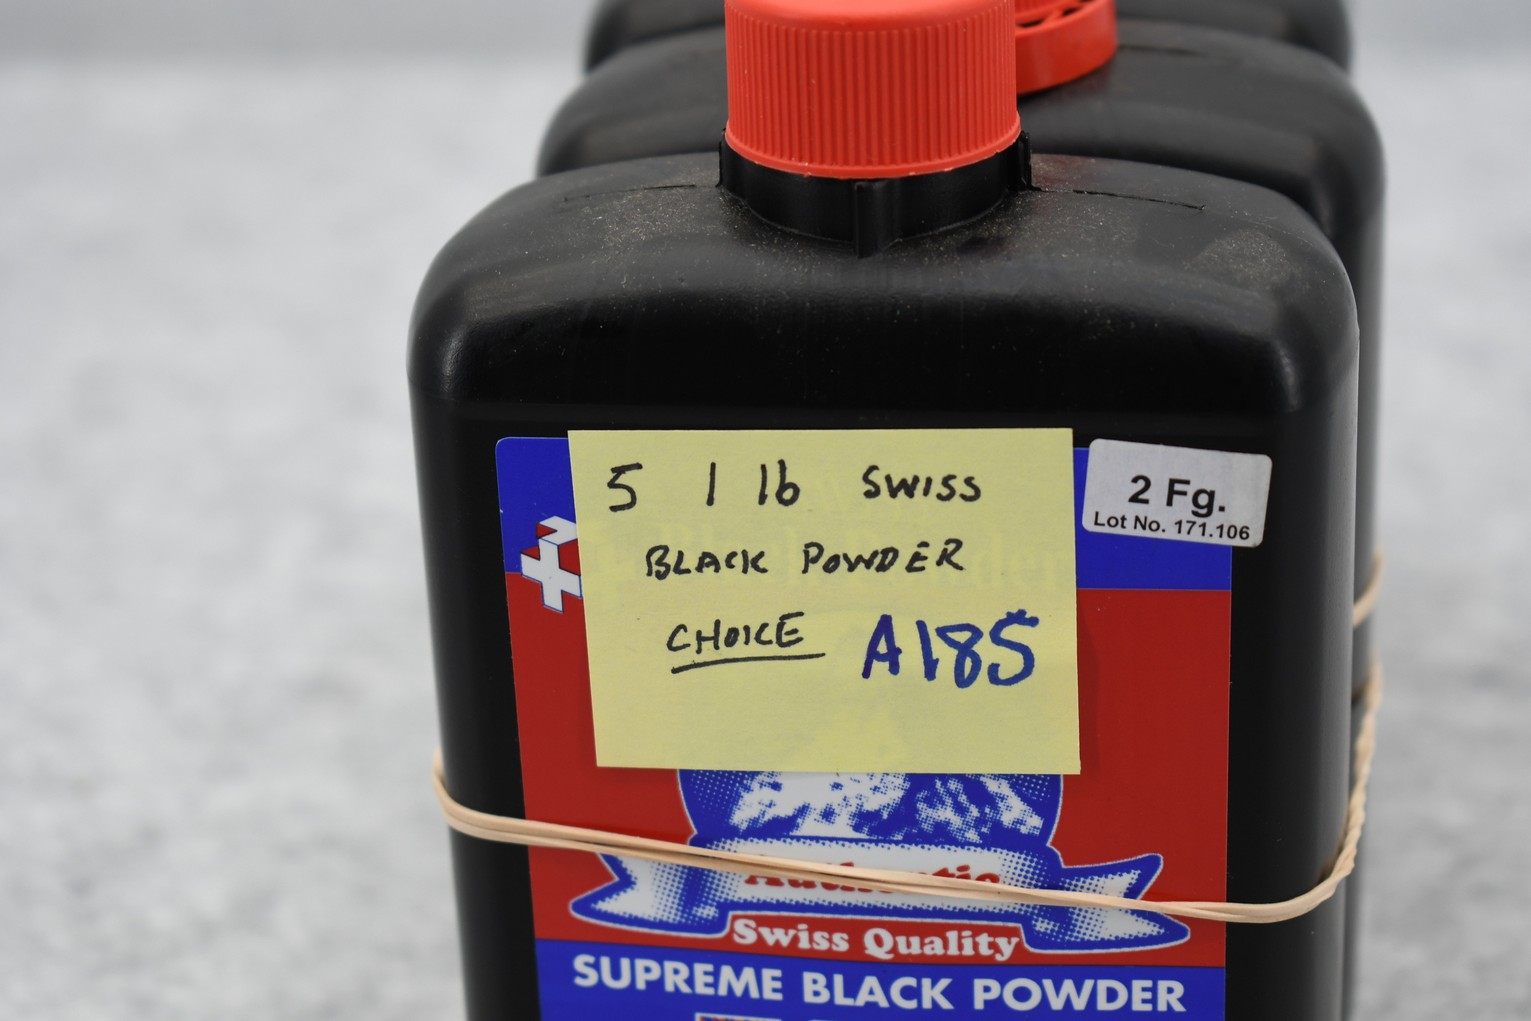 5 1 lb SWISS
BLACK POWDER
CHOICE A185
2 Fg.
Lot No. 171.106
Authentic
Swiss Quality
SUPREME BLACK POWDER